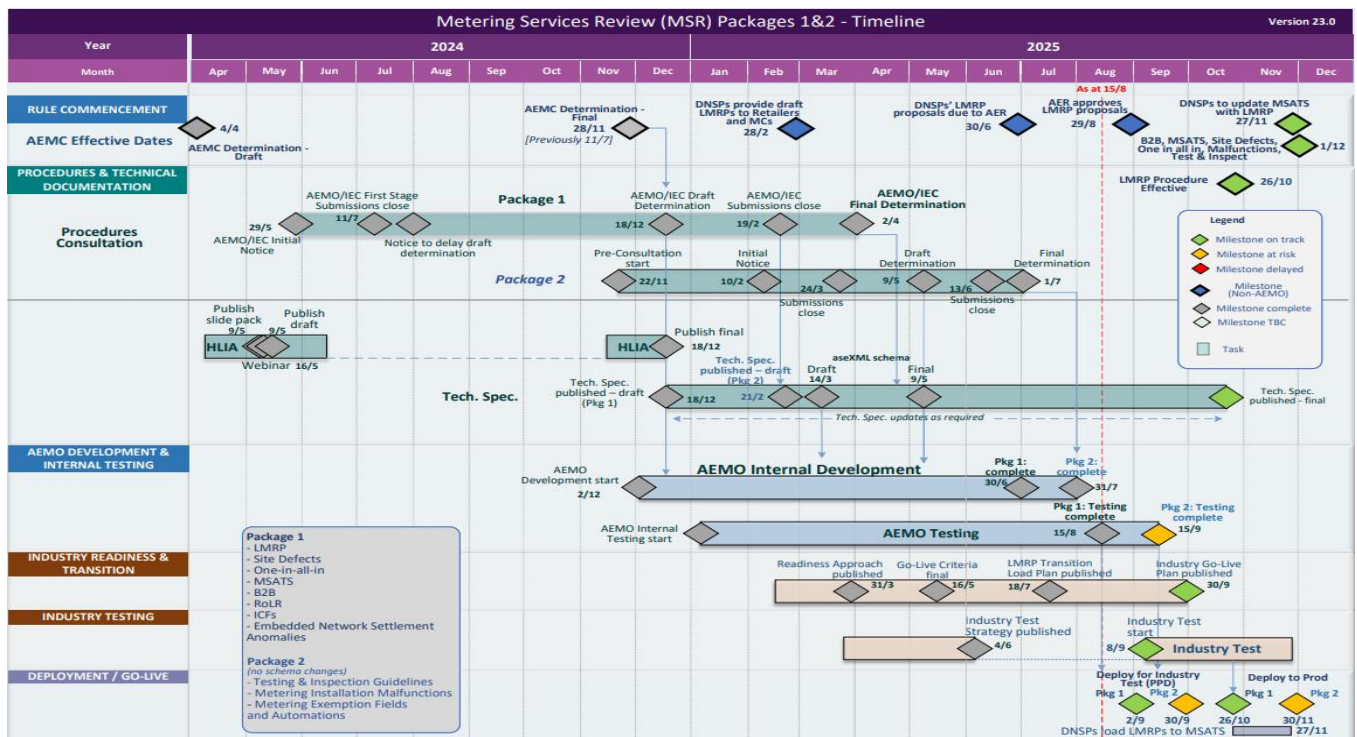 Metering Services Review (MSR) Packages 1&2 - Timeline
Version 23.0
Year
2024
2025
Month
Apr
May
Jun
Jul
Aug
Sep
Oct
Nov
Dec
Jan
Feb
Mar
Apr
May
Jun
Jul
Aug
Sep
Oct
Nov
Dec
As at 15/8
RULE COMMENCEMENT
AEMC Effective Dates
4/4
AEMC Determination -
Draft
AEMC Determination -
Final
28/11
[Previously 11/7]
DNSPs provide draft
LMRPs to Retailers
and MCs
28/2
DNSPs' LMRP
proposals due to AER
30/6
AER approves
LMRP proposals
29/8
DNSPs to update MSATS
with LMRP
27/11
B2B, MSATS, Site Defects,
One in all in, Malfunctions,
Test & Inspect
1/12
PROCEDURES & TECHNICAL
DOCUMENTATION
LMRP Procedure
Effective
26/10
Procedures
Consultation
Package 1
29/5
AEMO/IEC Initial
Notice
AEMO/IEC First Stage
Submissions close
11/7
Notice to delay draft
determination
AEMO/IEC Draft
Determination
18/12
AEMO/IEC
Submissions close
19/2
AEMO/IEC
Final Determination
2/4
Package 2
Pre-Consultation
start
22/11
Initial
Notice
10/2
24/3
Submissions
close
Draft
Determination
9/5
13/6
Submissions
close
Final
Determination
1/7
Legend
Milestone on track
Milestone at risk
Milestone delayed
Milestone
(Non-AEMO)
Milestone complete
Milestone TBC
Task
Publish
slide pack
9/5
Publish
draft
9/5
HLIA
Webinar 16/5
HLIA
Publish final
18/12
Tech. Spec.
Tech. Spec.
published – draft
(Pkg 1)
18/12
Tech. Spec.
published – draft
(Pkg 2)
21/2
aseXML schema
Draft
14/3
Final
9/5
Tech. Spec.
published - final
Tech. Spec. updates as required
AEMO DEVELOPMENT &
INTERNAL TESTING
AEMO
Development start
2/12
AEMO Internal Development
Pkg 1:
complete
30/6
Pkg 2:
complete
31/7
AEMO Internal
Testing start
AEMO Testing
Pkg 1: Testing
complete
15/8
Pkg 2: Testing
complete
15/9
Package 1
- LMRP
- Site Defects
- One-in-all-in
- MSATS
- B2B
- RoLR
- ICFs
- Embedded Network Settlement
Anomalies
Package 2
(no schema changes)
- Testing & Inspection Guidelines
- Metering Installation Malfunctions
- Metering Exemption Fields
and Automations
INDUSTRY READINESS &
TRANSITION
Readiness Approach
published
31/3
Go-Live Criteria
final
16/5
LMRP Transition
Load Plan published
18/7
Industry Go-Live
Plan published
30/9
INDUSTRY TESTING
Industry Test
Strategy published
4/6
Industry Test
start
8/9
Industry Test
DEPLOYMENT / GO-LIVE
Deploy for Industry
Test (PPD)
Pkg 1
2/9
Pkg 2
30/9
Deploy to Prod
Pkg 1
26/10
Pkg 2
30/11
DNSPs load LMRPs to MSATS
27/11